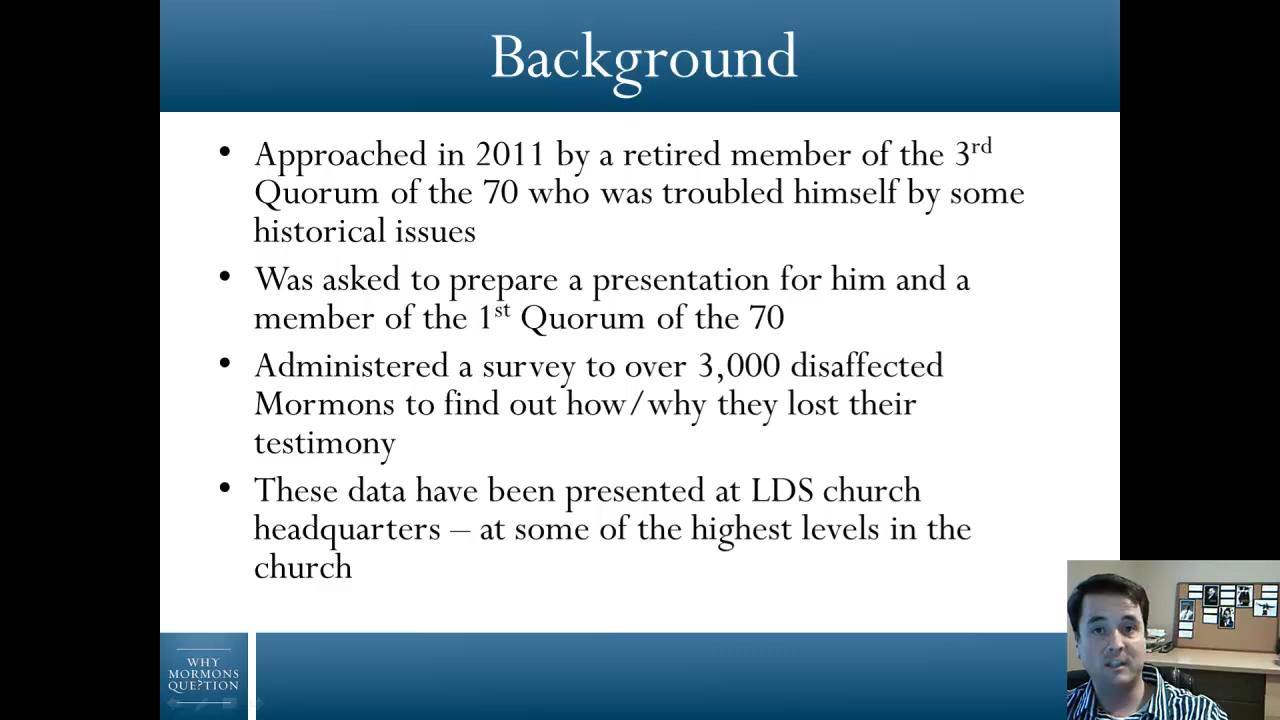 Background
• Approached in 2011 by a retired member of the 3rd
Quorum of the 70 who was troubled himself by some
historical issues
• Was asked to prepare a presentation for him and a
member of the 1st Quorum of the 70
• Administered a survey to over 3,000 disaffected
Mormons to find out how/why they lost their
testimony
• These data have been presented at LDS church
headquarters – at some of the highest levels in the
church
WHY
MORMONS
QUE?TION